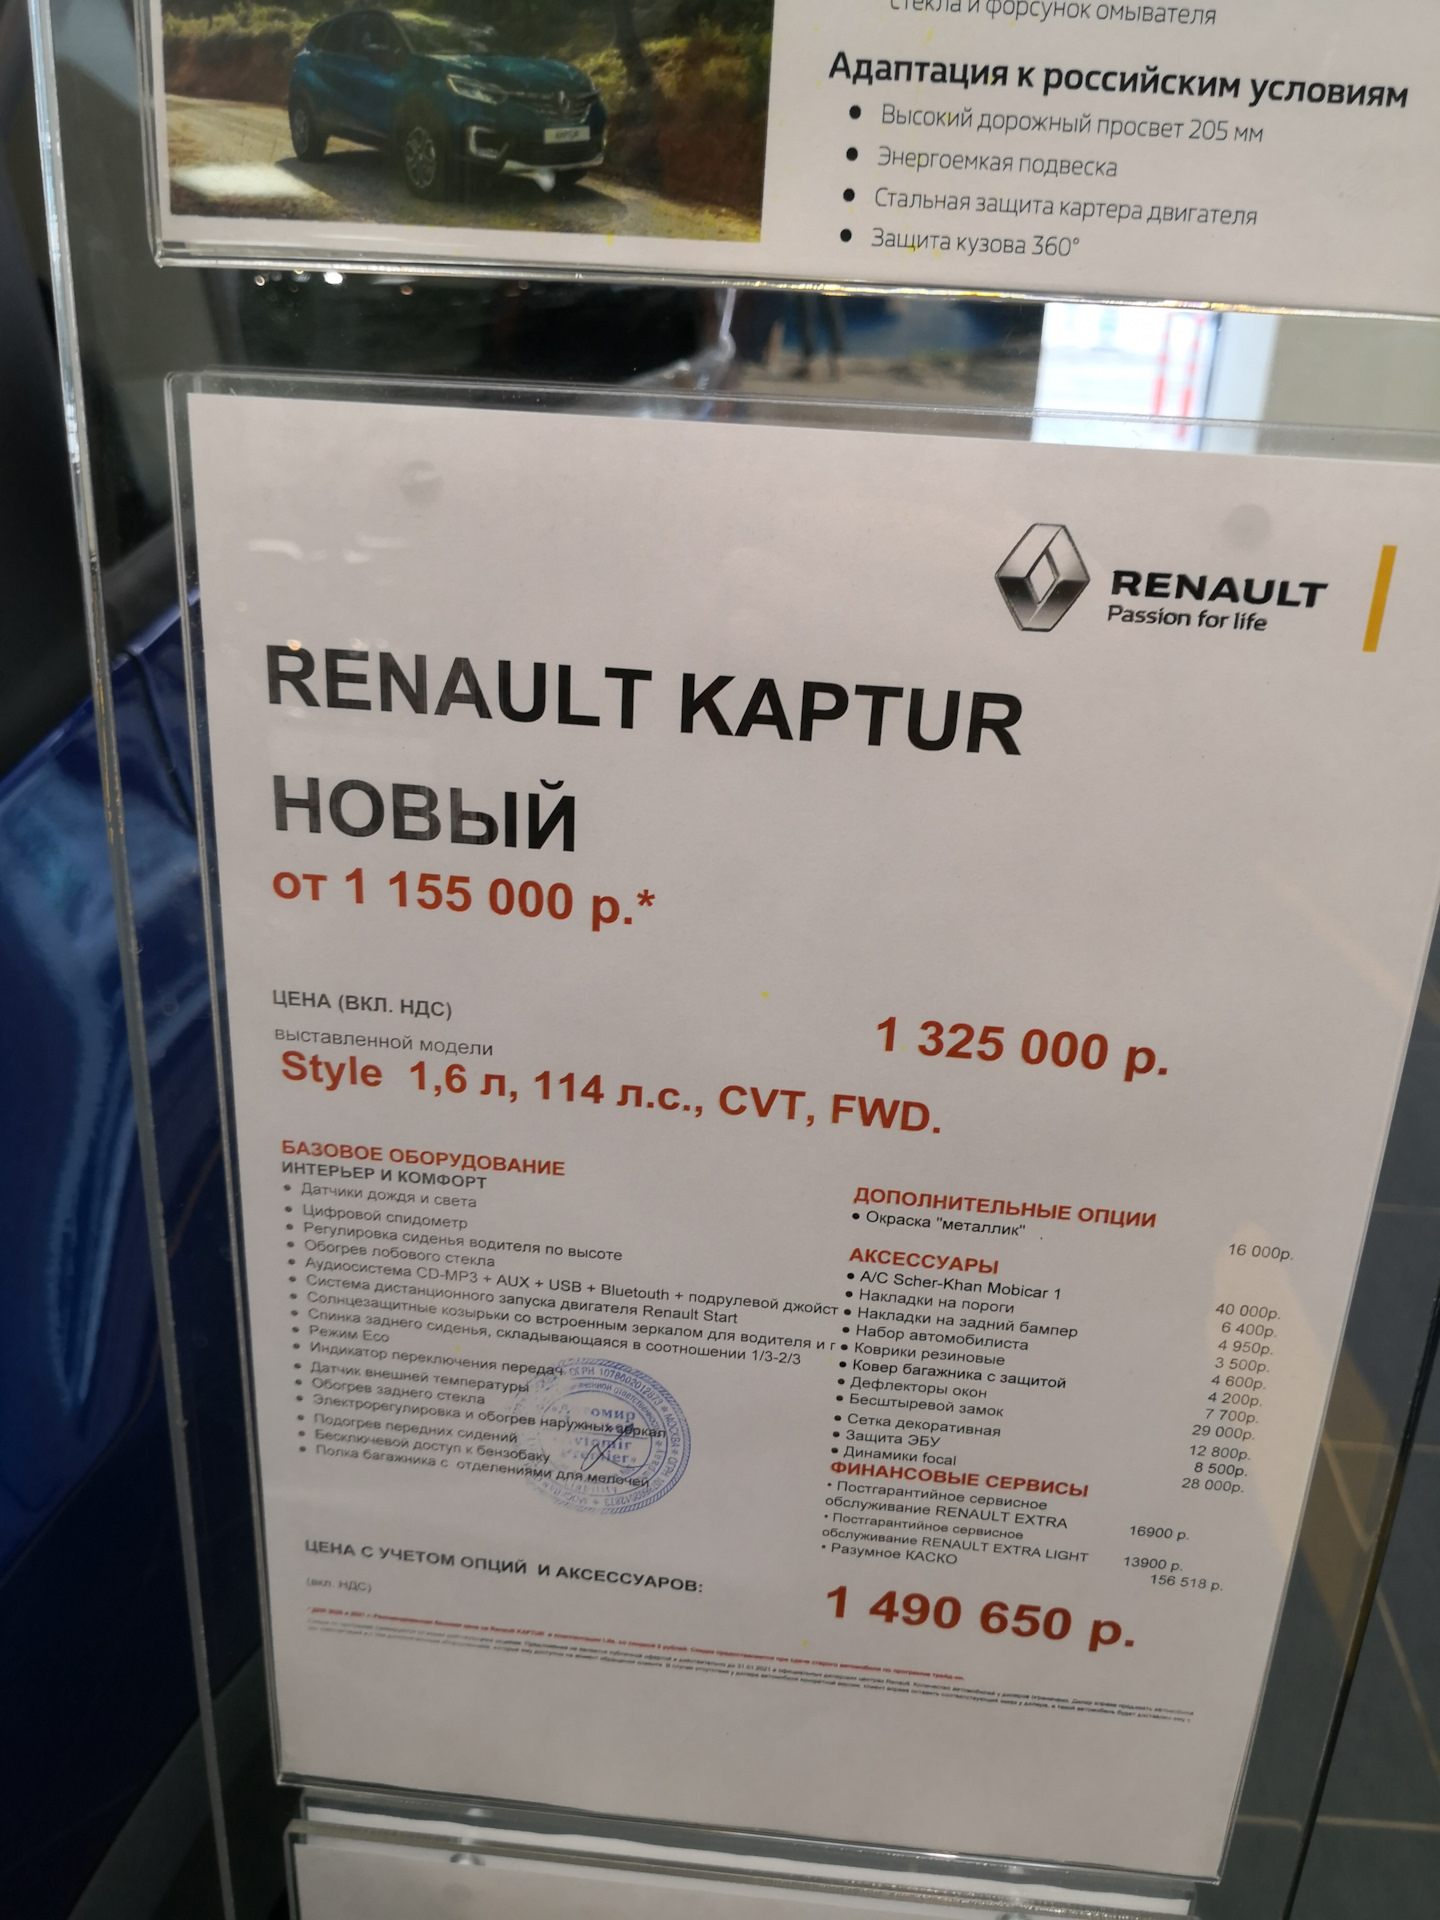 стекла и форсунок омывателя
Адаптация к российским условиям
• Высокий дорожный просвет 205 мм
• Энергоемкая подвеска
• Стальная защита картера двигателя
• Защита кузова 360°
KAPTUR
RENAULT
Passion for life
RENAULT KAPTUR
НОВЫЙ
от 1 155 000 р.*
ЦЕНА (ВКЛ. НДС)
выставленной модели
1 325 000 р.
Style 1,6 л, 114 л.с., CVT, FWD.
БАЗОВОЕ ОБОРУДОВАНИЕ
ИНТЕРЬЕР И КОМФОРТ
• Датчики дождя и света
• Цифровой спидометр
• Регулировка сиденья водителя по высоте
• Обогрев лобового стекла
• Аудиосистема CD-MP3 + AUX + USB + Bluetouth + подрулевой джойст
• Система дистанционного запуска двигателя Renault Start
• Солнцезащитные козырьки со встроенным зеркалом для водителя и г
• Спинка заднего сиденья, складывающаяся в соотношении 1/3-2/3
• Режим Eco
• Индикатор переключения передач
• Датчик внешней температуры
• Обогрев заднего стекла
• Электрорегулировка и обогрев наружных зеркал
• Подогрев передних сидений
• Бесключевой доступ к бензобаку
• Полка багажника с отделениями для мелочей
ДОПОЛНИТЕЛЬНЫЕ ОПЦИИ
• Окраска "металлик" 16 000р.
АКСЕССУАРЫ
• A/C Scher-Khan Mobicar 1 40 000р.
• Накладки на пороги 6 400р.
• Накладки на задний бампер 4 950р.
• Набор автомобилиста 3 500р.
• Коврики резиновые 4 600р.
• Ковер багажника с защитой 4 200р.
• Дефлекторы окон 7 700р.
• Бесштыревой замок 29 000р.
• Сетка декоративная 12 800р.
• Защита ЭБУ 8 500р.
• Динамики focal 28 000р.
ФИНАНСОВЫЕ СЕРВИСЫ
• Постгарантийное сервисное
обслуживание RENAULT EXTRA 16900 р.
• Постгарантийное сервисное
обслуживание RENAULT EXTRA LIGHT 13900 р.
• Разумное КАСКО 156 518 р.
ЦЕНА С УЧЕТОМ ОПЦИЙ И АКСЕССУАРОВ:
(вкл. НДС)
1 490 650 р.